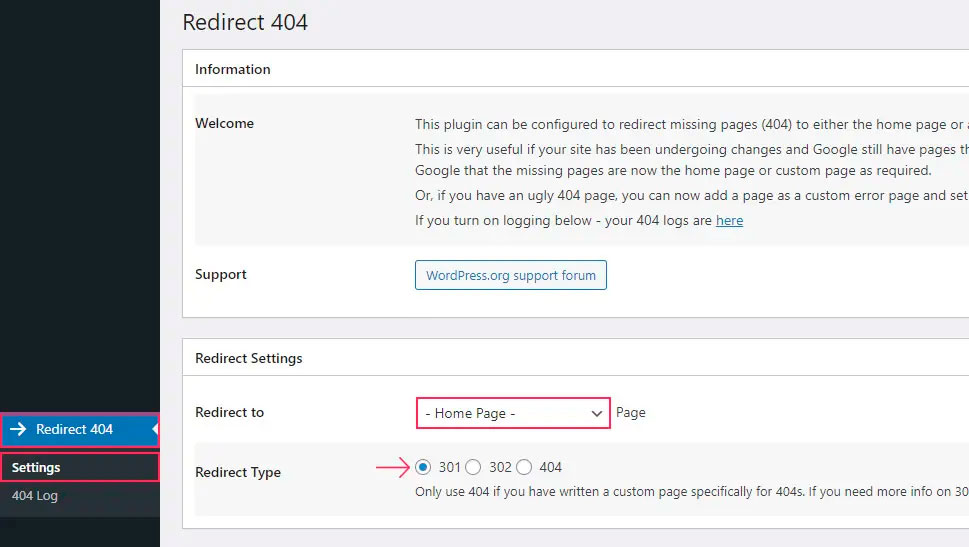 Redirect 404
Information
Welcome
This plugin can be configured to redirect missing pages (404) to either the home page or
This is very useful if your site has been undergoing changes and Google still have pages
Google that the missing pages are now the home page or custom page as required.
Or, if you have an ugly 404 page, you can now add a page as a custom error page and set
If you turn on logging below - your 404 logs are here
Support
WordPress.org support forum
Redirect Settings
Redirect to
- Home Page -
Page
Redirect Type
301 302 404
Only use 404 if you have written a custom page specifically for 404s. If you need more info on
Redirect 404
Settings
404 Log